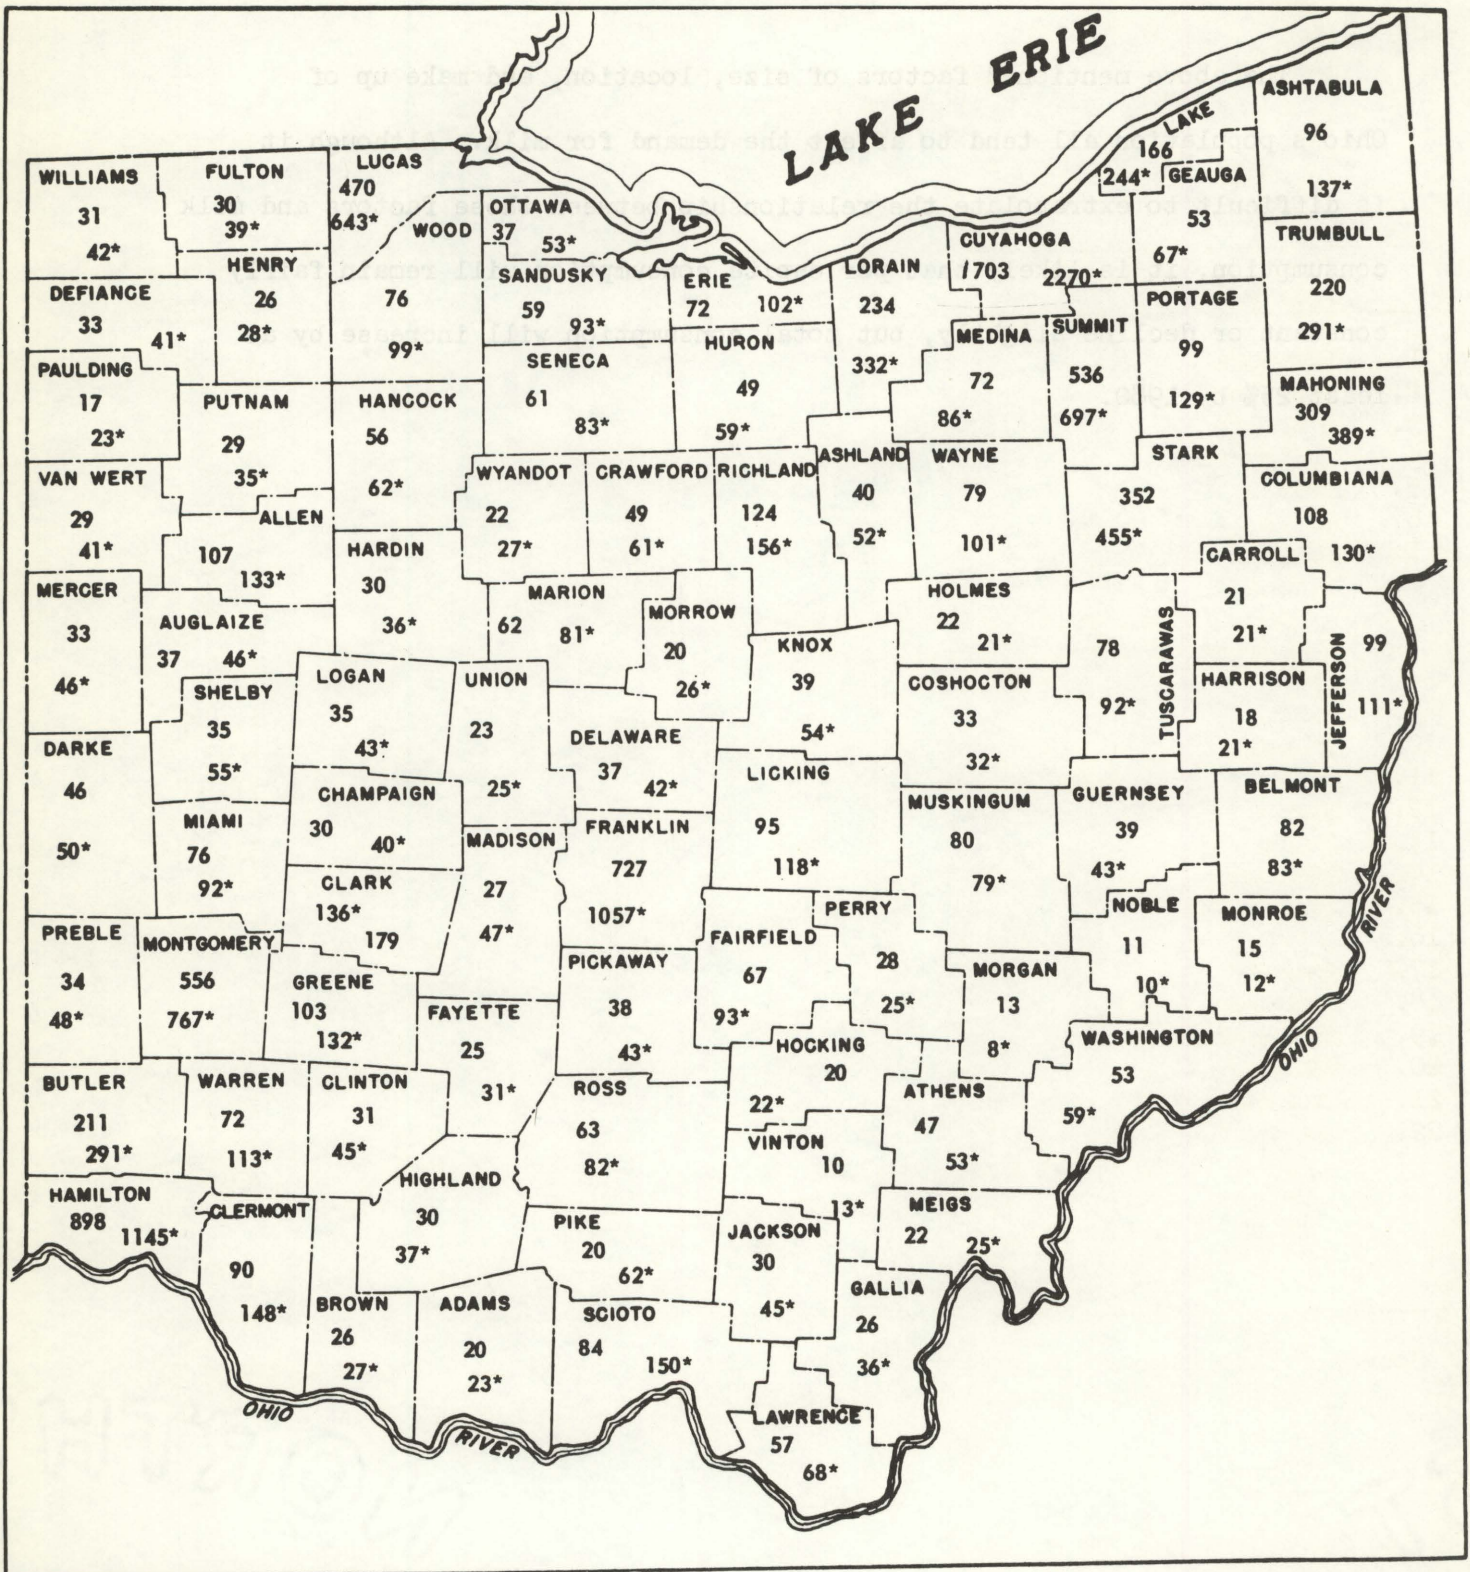 LAKE ERIE
ASHTABULA
96
137*
LAKE
166
244*
GEAUGA
53
67*
WILLIAMS
31
42*
FULTON
30
39*
LUCAS
470
643*
WOOD
76
99*
OTTAWA
37
53*
SANDUSKY
59
93*
ERIE
72
102*
LORAIN
234
332*
CUYAHOGA
1703
2270*
TRUMBULL
220
291*
HENRY
26
28*
DEFIANCE
33
41*
SENECA
61
83*
HURON
49
59*
MEDINA
72
86*
SUMMIT
536
697*
PORTAGE
99
129*
MAHONING
309
389*
PAULDING
17
23*
PUTNAM
29
35*
HANCOCK
56
62*
VAN WERT
29
41*
ALLEN
107
133*
WYANDOT
22
27*
CRAWFORD
49
61*
RICHLAND
124
156*
ASHLAND
40
52*
WAYNE
79
101*
STARK
352
455*
COLUMBIANA
108
130*
CARROLL
21
21*
HARDIN
30
36*
MERCER
33
46*
AUGLAIZE
37
46*
MARION
62
81*
MORROW
20
26*
KNOX
39
54*
HOLMES
22
21*
TUSCARAWAS
78
92*
JEFFERSON
99
111*
HARRISON
18
21*
SHELBY
35
55*
LOGAN
35
43*
UNION
23
25*
DELAWARE
37
42*
COSHOCTON
33
32*
DARKE
46
50*
MIAMI
76
92*
CHAMPAIGN
30
40*
LICKING
95
118*
MUSKINGUM
80
79*
GUERNSEY
39
43*
BELMONT
82
83*
MADISON
27
47*
FRANKLIN
727
1057*
CLARK
136*
179
PREBLE
34
48*
MONTGOMERY
556
767*
GREENE
103
132*
FAYETTE
25
31*
PICKAWAY
38
43*
FAIRFIELD
67
93*
PERRY
28
25*
MORGAN
13
8*
NOBLE
11
10*
MONROE
15
12*
WASHINGTON
53
59*
BUTLER
211
291*
WARREN
72
113*
CLINTON
31
45*
ROSS
63
82*
HOCKING
20
22*
ATHENS
47
53*
VINTON
10
13*
HAMILTON
898
1145*
CLERMONT
90
148*
HIGHLAND
30
37*
PIKE
20
62*
JACKSON
30
45*
MEIGS
22
25*
BROWN
26
27*
ADAMS
20
23*
SCIOTO
84
150*
GALLIA
26
36*
LAWRENCE
57
68*
OHIO RIVER
OHIO RIVER